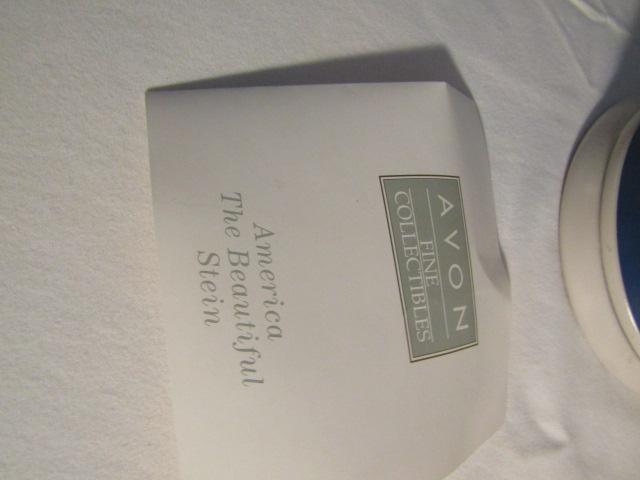 AVON
FINE
COLLECTIBLES
America
The Beautiful
Stein